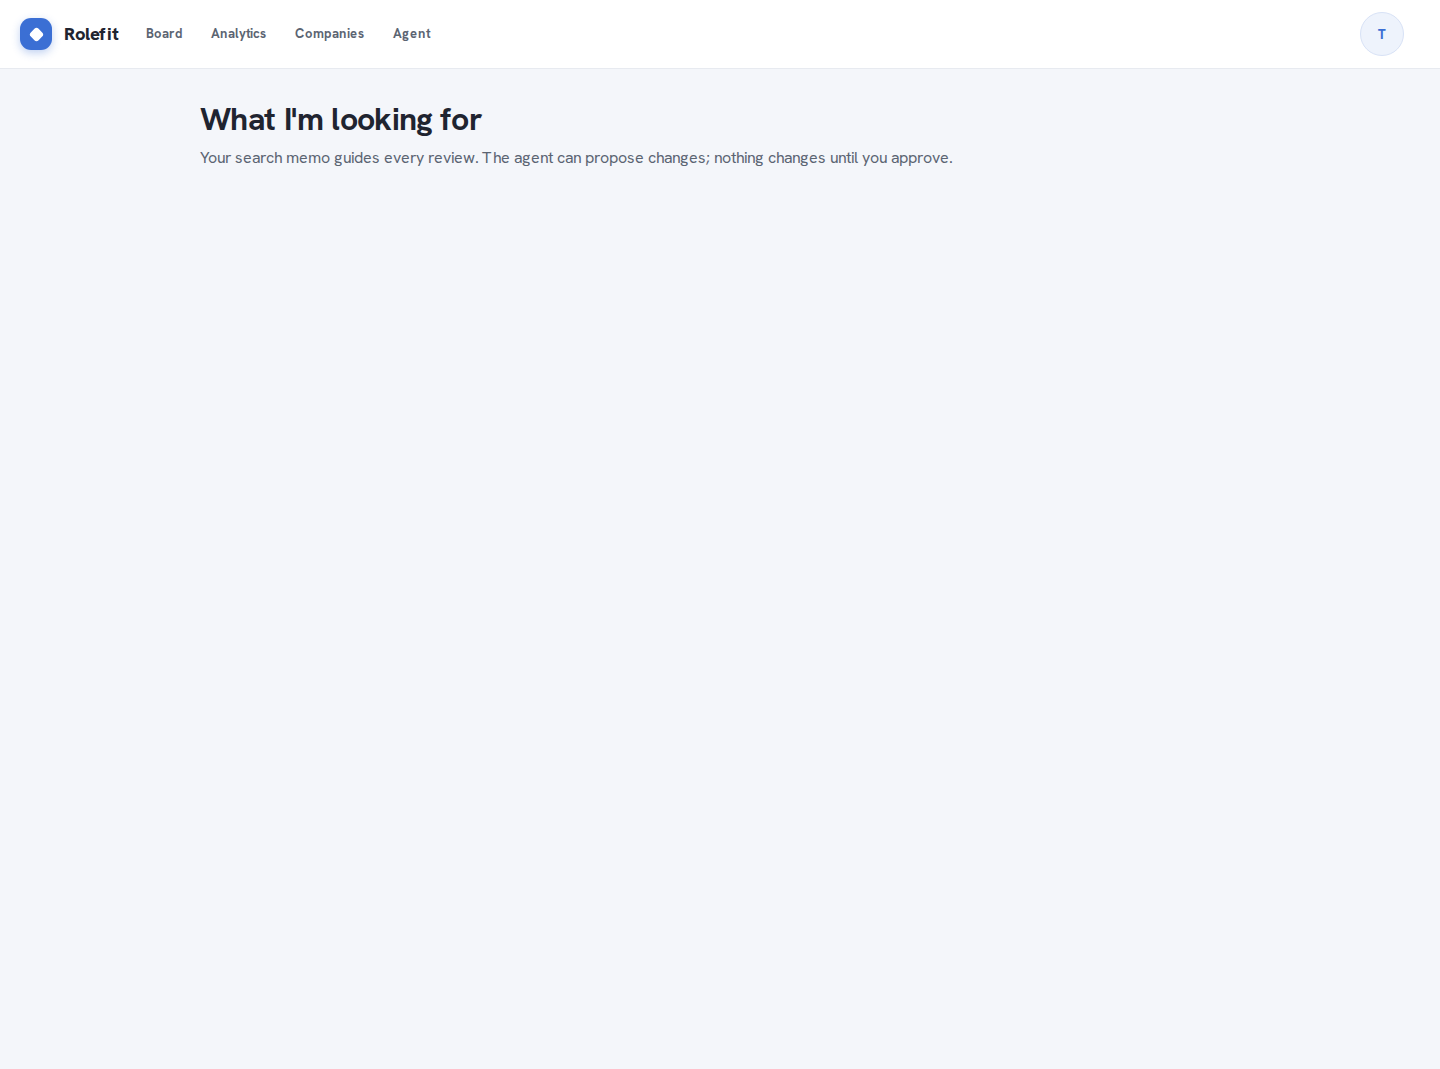 Rolefit
Board
Analytics
Companies
Agent
T
What I'm looking for
Your search memo guides every review. The agent can propose changes; nothing changes until you approve.